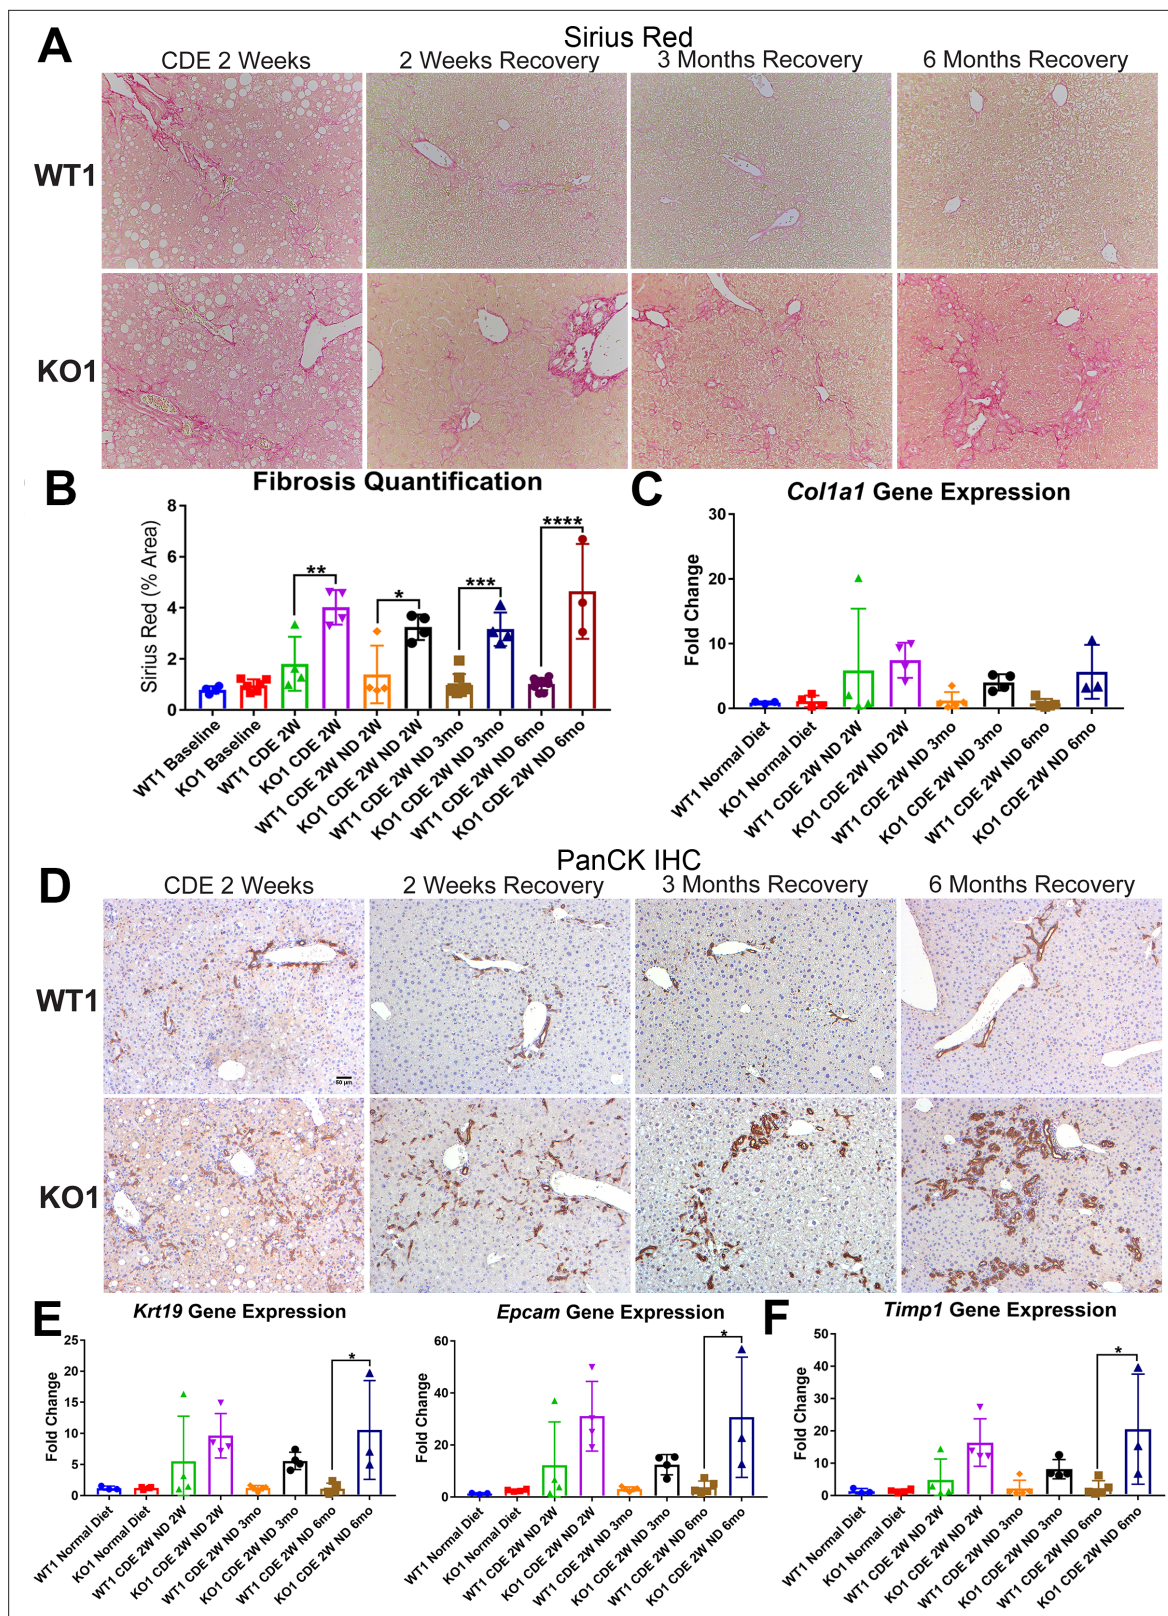 A
Sirius Red
CDE 2 Weeks
2 Weeks Recovery
3 Months Recovery
6 Months Recovery
WT1
KO1
B
Fibrosis Quantification
Sirius Red (% Area)
8
6
4
2
0
**
*
***
****
WT1 Baseline
KO1 Baseline
WT1 CDE 2W
KO1 CDE 2W
WT1 CDE 2W ND 2W
KO1 CDE 2W ND 2W
WT1 CDE 2W ND 3mo
KO1 CDE 2W ND 3mo
WT1 CDE 2W ND 6mo
KO1 CDE 2W ND 6mo
C
Col1a1 Gene Expression
Fold Change
30
20
10
0
WT1 Normal Diet
KO1 Normal Diet
WT1 CDE 2W ND 2W
KO1 CDE 2W ND 2W
WT1 CDE 2W ND 3mo
KO1 CDE 2W ND 3mo
WT1 CDE 2W ND 6mo
KO1 CDE 2W ND 6mo
D
PanCK IHC
CDE 2 Weeks
2 Weeks Recovery
3 Months Recovery
6 Months Recovery
WT1
50 µm
KO1
E
Krt19 Gene Expression
Fold Change
25
20
15
10
5
0
*
WT1 Normal Diet
KO1 Normal Diet
WT1 CDE 2W ND 2W
KO1 CDE 2W ND 2W
WT1 CDE 2W ND 3mo
KO1 CDE 2W ND 3mo
WT1 CDE 2W ND 6mo
KO1 CDE 2W ND 6mo
Epcam Gene Expression
Fold Change
60
40
20
0
*
WT1 Normal Diet
KO1 Normal Diet
WT1 CDE 2W ND 2W
KO1 CDE 2W ND 2W
WT1 CDE 2W ND 3mo
KO1 CDE 2W ND 3mo
WT1 CDE 2W ND 6mo
KO1 CDE 2W ND 6mo
F
Timp1 Gene Expression
Fold Change
50
40
30
20
10
0
*
WT1 Normal Diet
KO1 Normal Diet
WT1 CDE 2W ND 2W
KO1 CDE 2W ND 2W
WT1 CDE 2W ND 3mo
KO1 CDE 2W ND 3mo
WT1 CDE 2W ND 6mo
KO1 CDE 2W ND 6mo